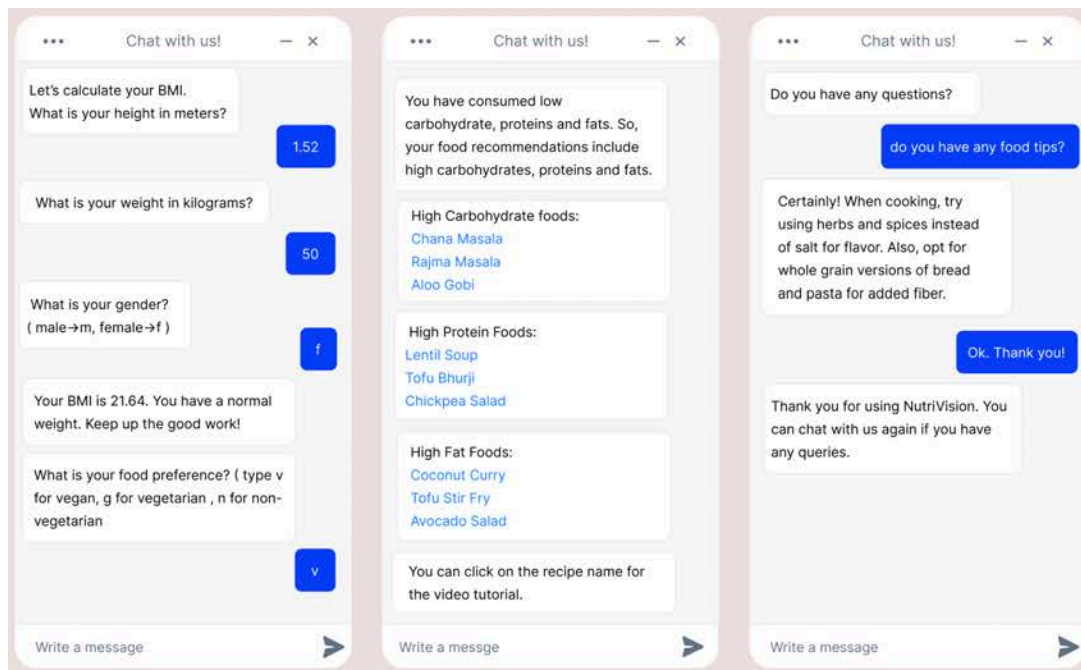 Chat with us!
Let's calculate your BMI.
What is your height in meters?
1.52
What is your weight in kilograms?
50
What is your gender?
( male→m, female→f )
f
Your BMI is 21.64. You have a normal
weight. Keep up the good work!
What is your food preference? ( type v
for vegan, g for vegetarian , n for non-
vegetarian
v
Write a messge
Chat with us!
You have consumed low
carbohydrate, proteins and fats. So,
your food recommendations include
high carbohydrates, proteins and fats.
High Carbohydrate foods:
Chana Masala
Rajma Masala
Aloo Gobi
High Protein Foods:
Lentil Soup
Tofu Bhurji
Chickpea Salad
High Fat Foods:
Coconut Curry
Tofu Stir Fry
Avocado Salad
You can click on the recipe name for
the video tutorial.
Write a messge
Chat with us!
Do you have any questions?
do you have any food tips?
Certainly! When cooking, try
using herbs and spices instead
of salt for flavor. Also, opt for
whole grain versions of bread
and pasta for added fiber.
Ok. Thank you!
Thank you for using NutriVision. You
can chat with us again if you have
any queries.
Write a messge